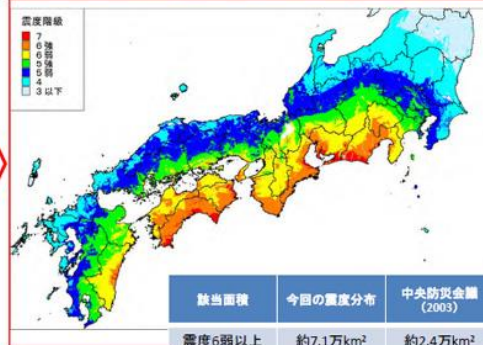 震度階級
7
6強
6弱
5強
5弱
4
3以下
該当面積 今回の震度分布 中央防災会議
(2003)
震度6弱以上 約7.1万km² 約2.4万km²